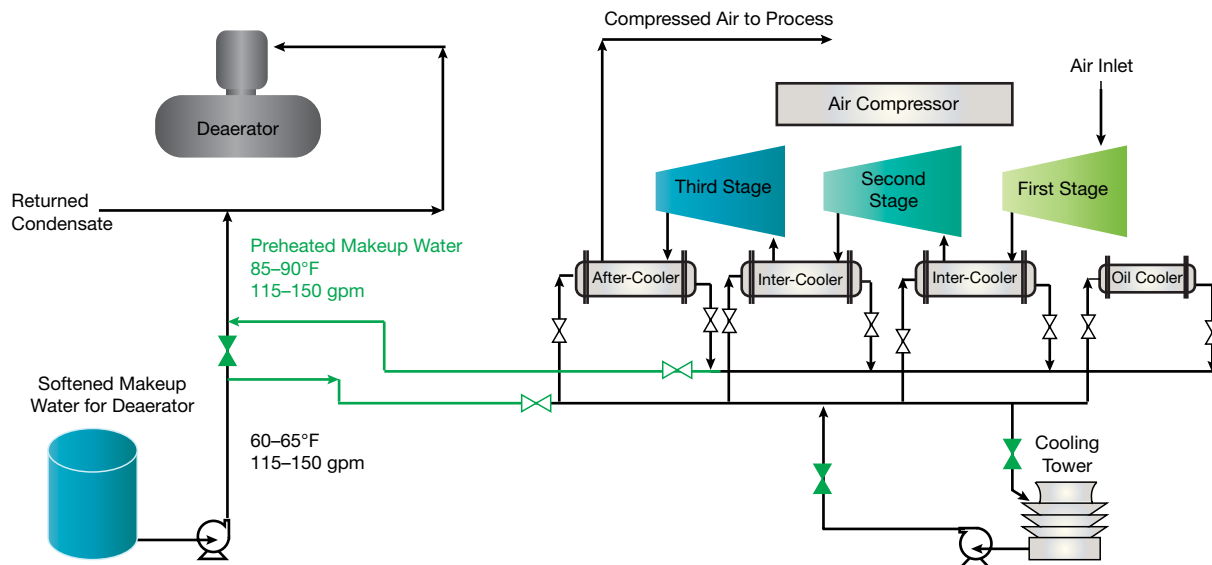 Compressed Air to Process
Air Inlet
Air Compressor
Deaerator
Third Stage
Second
Stage
First Stage
Returned
Condensate
Preheated Makeup Water
85–90°F
115–150 gpm
After-Cooler
Inter-Cooler
Inter-Cooler
Oil Cooler
Softened Makeup
Water for Deaerator
60–65°F
115–150 gpm
Cooling
Tower